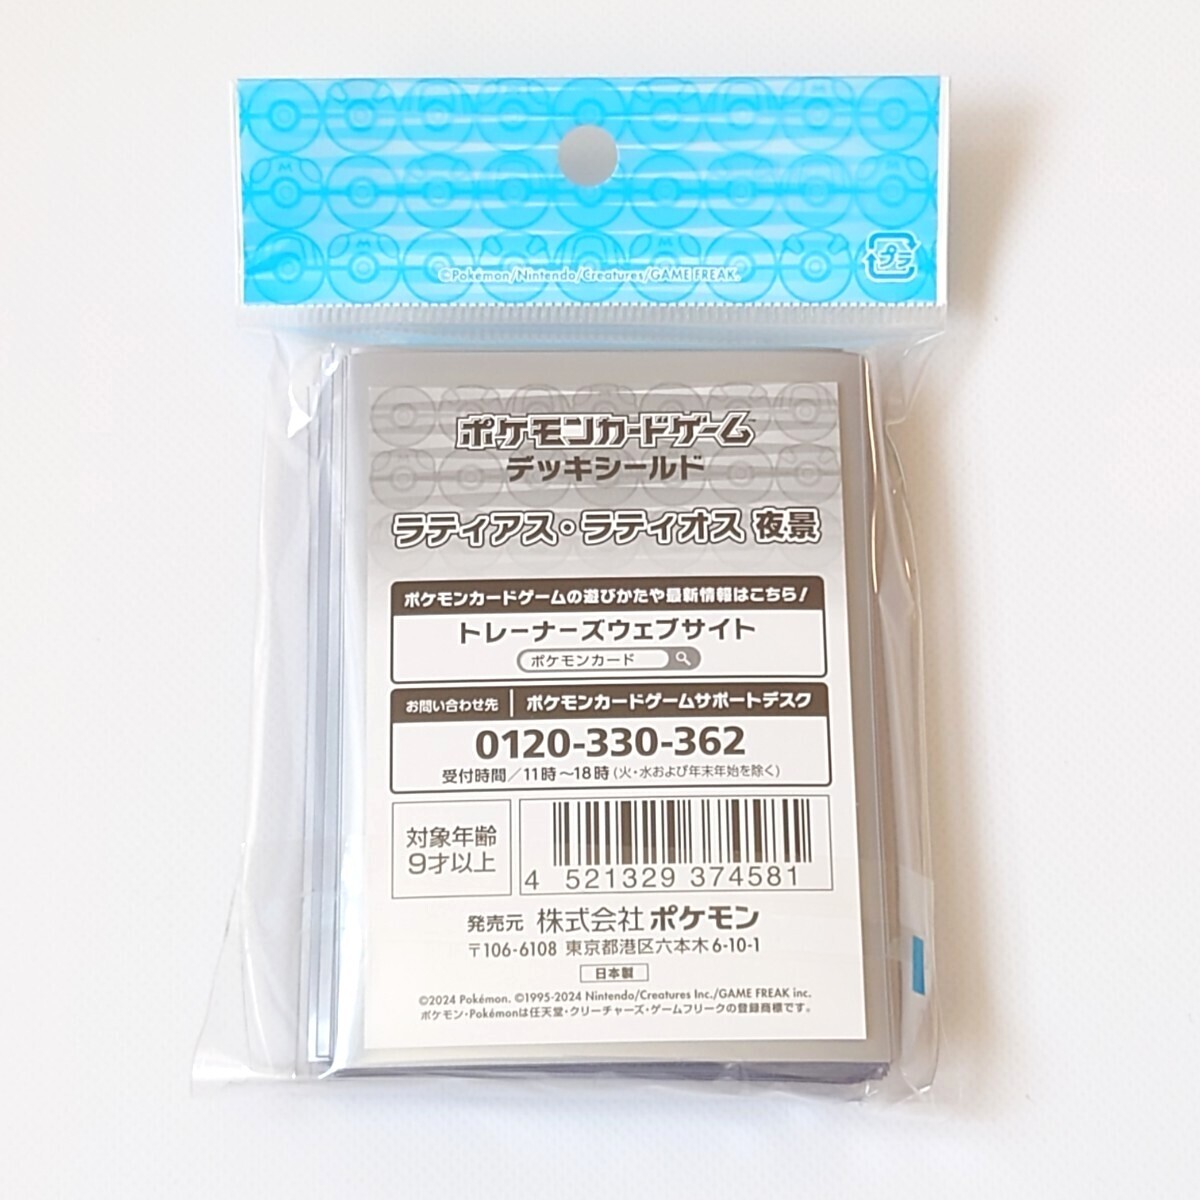 ©Pokémon/Nintendo/Creatures/GAME FREAK.
プラ
ポケモンカードゲーム
デッキシールド
ラティアス・ラティオス 夜景
ポケモンカードゲームの遊びかたや最新情報はこちら!
トレーナーズウェブサイト
ポケモンカード
お問い合わせ先 ポケモンカードゲームサポートデスク
0120-330-362
受付時間/11時~18時(火・水および年末年始を除く)
対象年齢
9才以上
4 521329 374581
発売元 株式会社 ポケモン
〒106-6108 東京都港区六本木6-10-1
日本製
©2024 Pokémon. ©1995-2024 Nintendo/Creatures Inc./GAME FREAK inc.
ポケモン・Pokémonは任天堂・クリーチャーズ・ゲームフリークの登録商標です。